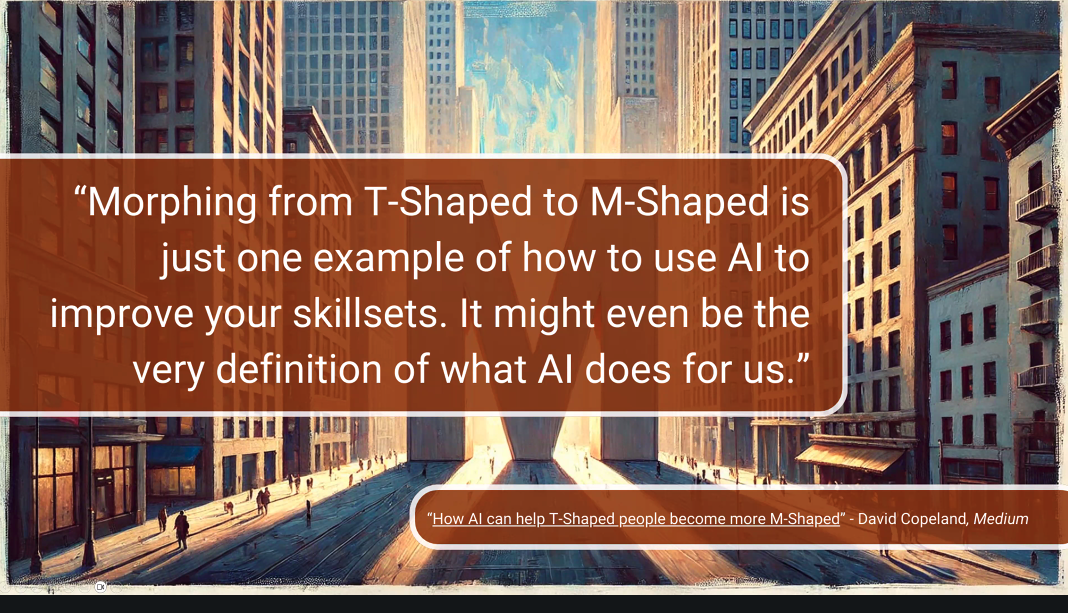 “Morphing from T-Shaped to M-Shaped is
just one example of how to use AI to
improve your skillsets. It might even be the
very definition of what AI does for us.”
“How AI can help T-Shaped people become more M-Shaped” - David Copeland, Medium